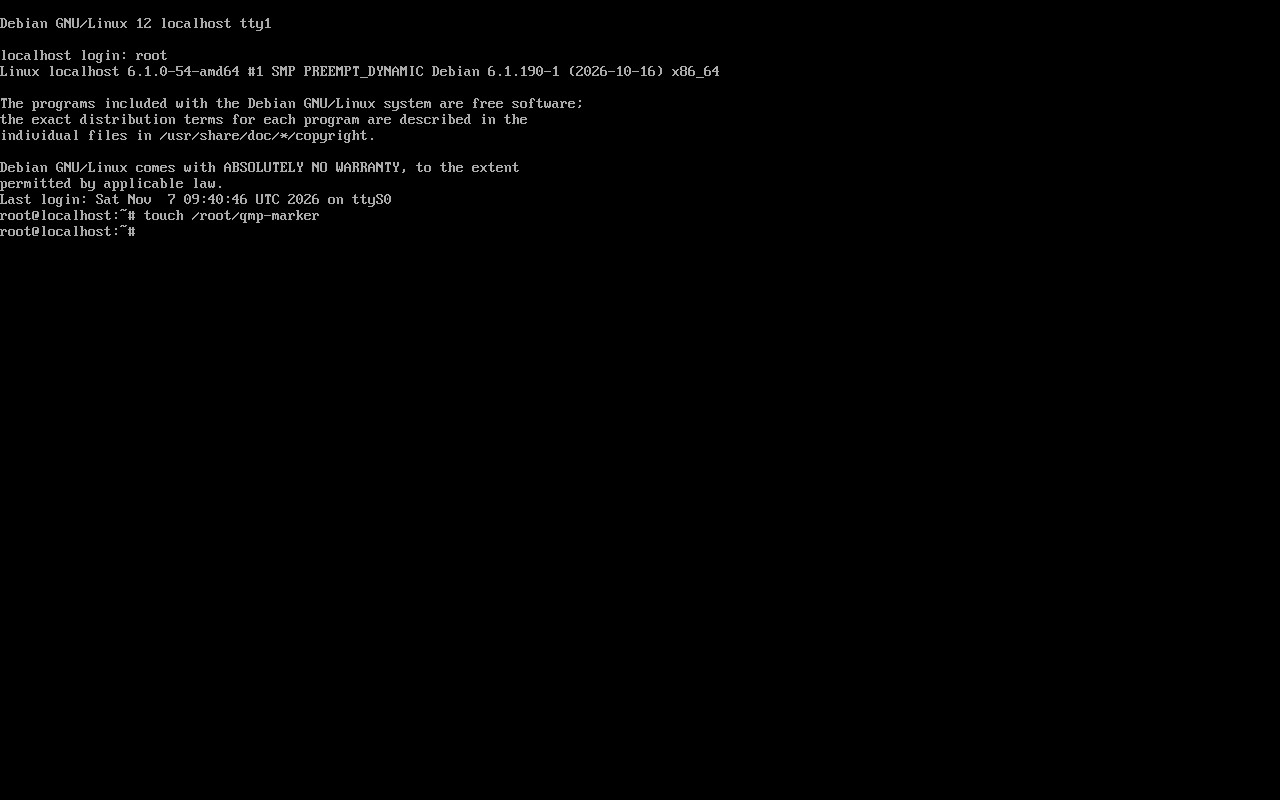 Debian GNU/Linux 12 localhost tty1
localhost login: root
Linux localhost 6.1.0-54-amd64 #1 SMP PREEMPT_DYNAMIC Debian 6.1.190-1 (2026-10-16) x86_64
The programs included with the Debian GNU/Linux system are free software;
the exact distribution terms for each program are described in the
individual files in /usr/share/doc/*/copyright.
Debian GNU/Linux comes with ABSOLUTELY NO WARRANTY, to the extent
permitted by applicable law.
Last login: Sat Nov  7 09:40:46 UTC 2026 on ttyS0
root@localhost:~# touch /root/qmp-marker
root@localhost:~#